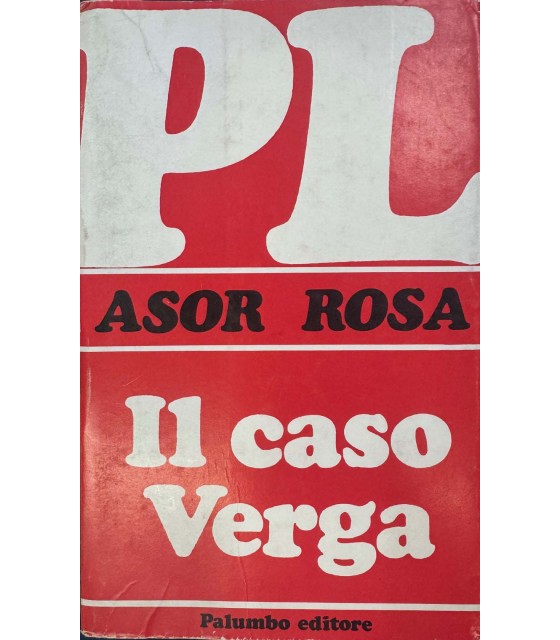 PL
ASOR ROSA
Il caso
Verga
Palumbo editore